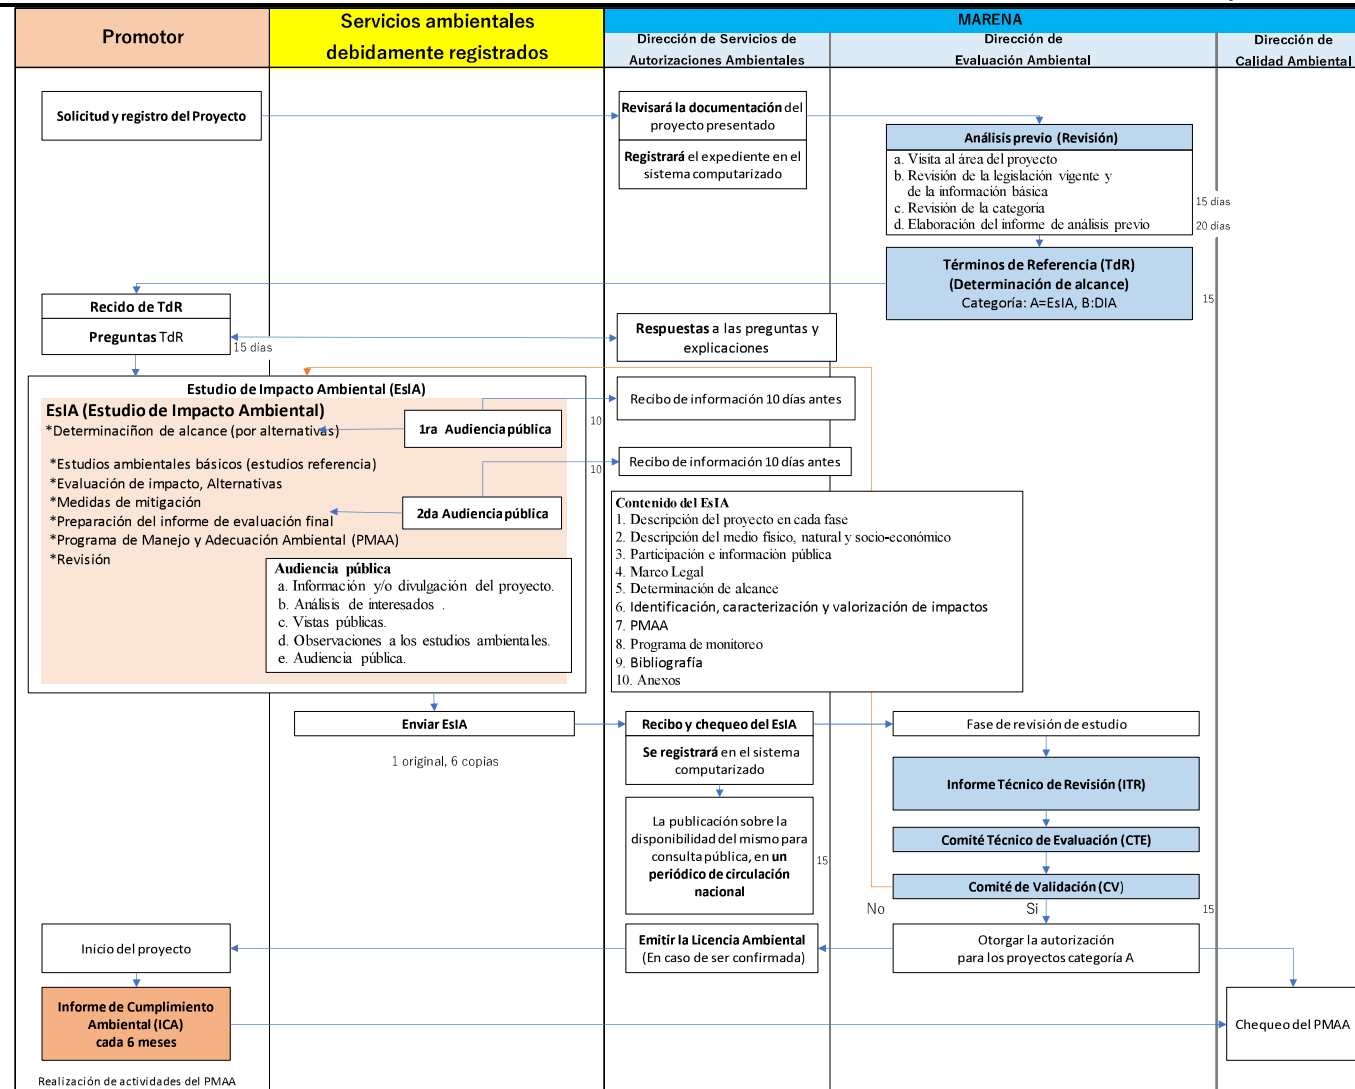 Promotor
Servicios ambientales
debidamente registrados
MARENA
Dirección de Servicios de
Autorizaciones Ambientales
Dirección de
Evaluación Ambiental
Dirección de
Calidad Ambiental
Solicitud y registro del Proyecto
Revisará la documentación del
proyecto presentado
Registrará el expediente en el
sistema computarizado
Análisis previo (Revisión)
a. Visita al área del proyecto
b. Revisión de la legislación vigente y
de la información básica
c. Revisión de la categoria
d. Elaboración del informe de análisis previo
15 días
20 días
Términos de Referencia (TdR)
(Determinación de alcance)
Categoría: A=EsIA, B:DIA
15
Recido de TdR
Preguntas TdR
15 días
Respuestas a las preguntas y
explicaciones
Estudio de Impacto Ambiental (EsIA)
EsIA (Estudio de Impacto Ambiental)
*Determinaciñon de alcance (por alternativas)
1ra Audiencia pública
10
Recibo de información 10 días antes
*Estudios ambientales básicos (estudios referencia)
*Evaluación de impacto, Alternativas
*Medidas de mitigación
*Preparación del informe de evaluación final
*Programa de Manejo y Adecuación Ambiental (PMAA)
*Revisión
2da Audiencia pública
10
Recibo de información 10 días antes
Audiencia pública
a. Información y/o divulgación del proyecto.
b. Análisis de interesados .
c. Vistas públicas.
d. Observaciones a los estudios ambientales.
e. Audiencia pública.
Contenido del EsIA
1. Descripción del proyecto en cada fase
2. Descripción del medio físico, natural y socio-económico
3. Participación e información pública
4. Marco Legal
5. Determinación de alcance
6. Identificación, caracterización y valorización de impactos
7. PMAA
8. Programa de monitoreo
9. Bibliografía
10. Anexos
Enviar EsIA
1 original, 6 copias
Recibo y chequeo del EsIA
Se registrará en el sistema
computarizado
La publicación sobre la
disponibilidad del mismo para
consulta pública, en un
periódico de circulación
nacional
15
Fase de revisión de estudio
Informe Técnico de Revisión (ITR)
Comité Técnico de Evaluación (CTE)
Comité de Validación (CV)
No
Si
15
Otorgar la autorización
para los proyectos categoría A
Emitir la Licencia Ambiental
(En caso de ser confirmada)
Inicio del proyecto
Informe de Cumplimiento
Ambiental (ICA)
cada 6 meses
Chequeo del PMAA
Realización de actividades del PMAA